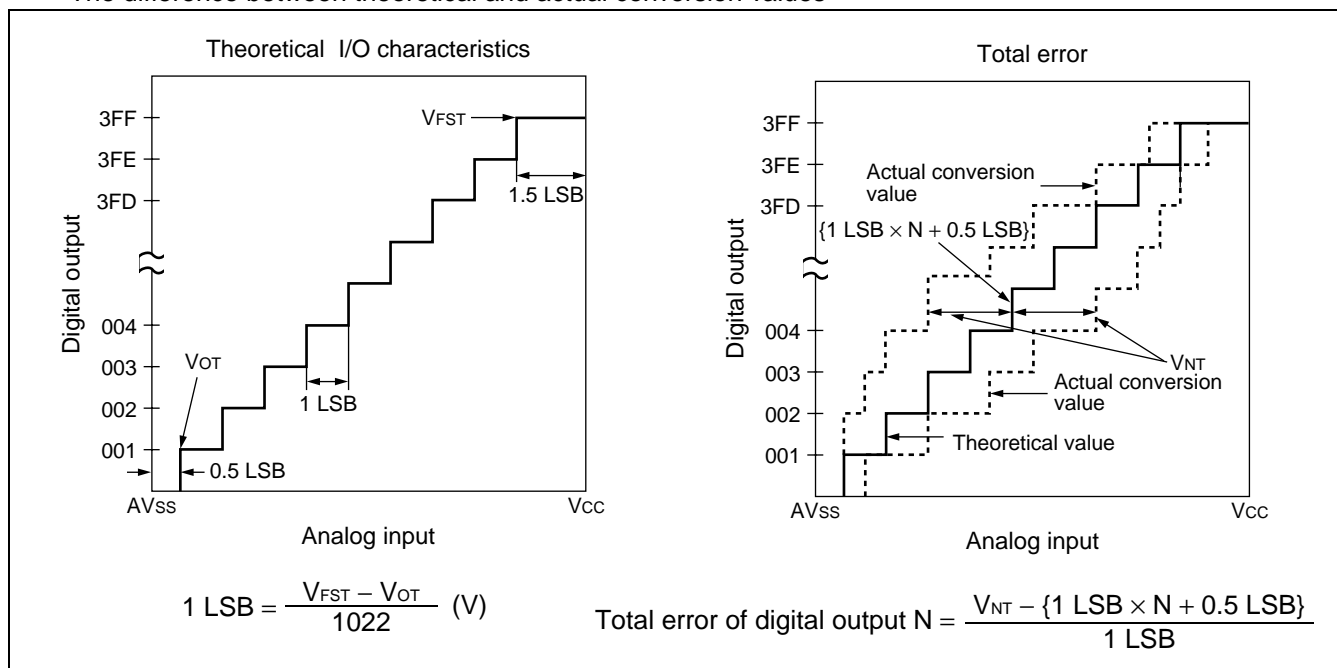 The difference between theoretical and actual conversion values
Theoretical I/O characteristics
3FF
3FE
3FD
004
003
002
001
Digital output
VFST
1.5 LSB
VOT
1 LSB
0.5 LSB
AVSS
VCC
Analog input
1 LSB = VFST − VOT / 1022 (V)
Total error
3FF
3FE
3FD
004
003
002
001
Digital output
Actual conversion
value
{1 LSB × N + 0.5 LSB}
VNT
Actual conversion
value
Theoretical value
AVSS
VCC
Analog input
Total error of digital output N = VNT − {1 LSB × N + 0.5 LSB} / 1 LSB